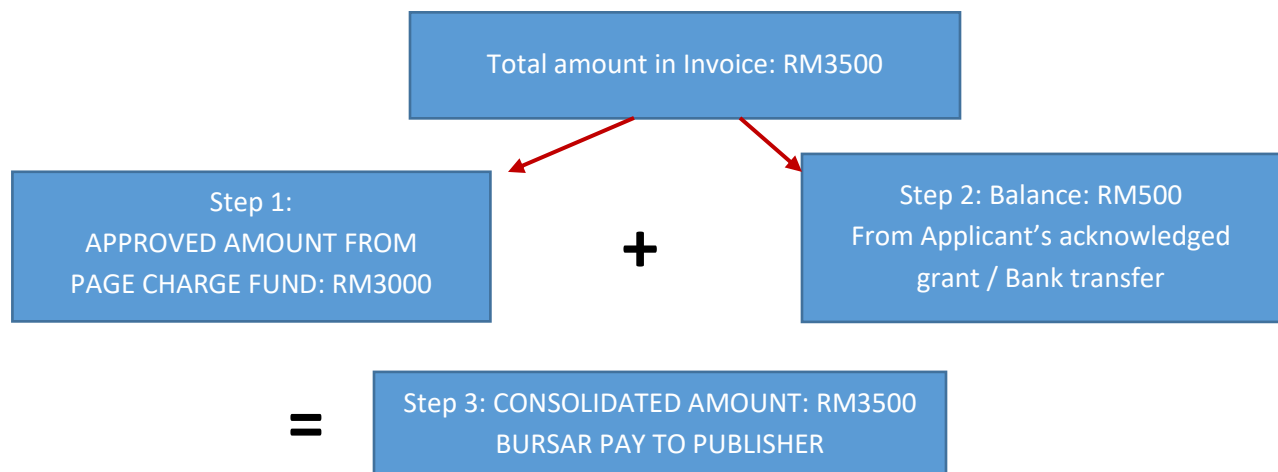 Total amount in Invoice: RM3500
Step 1:
APPROVED AMOUNT FROM
PAGE CHARGE FUND: RM3000
+
Step 2: Balance: RM500
From Applicant’s acknowledged
grant / Bank transfer
=
Step 3: CONSOLIDATED AMOUNT: RM3500
BURSAR PAY TO PUBLISHER